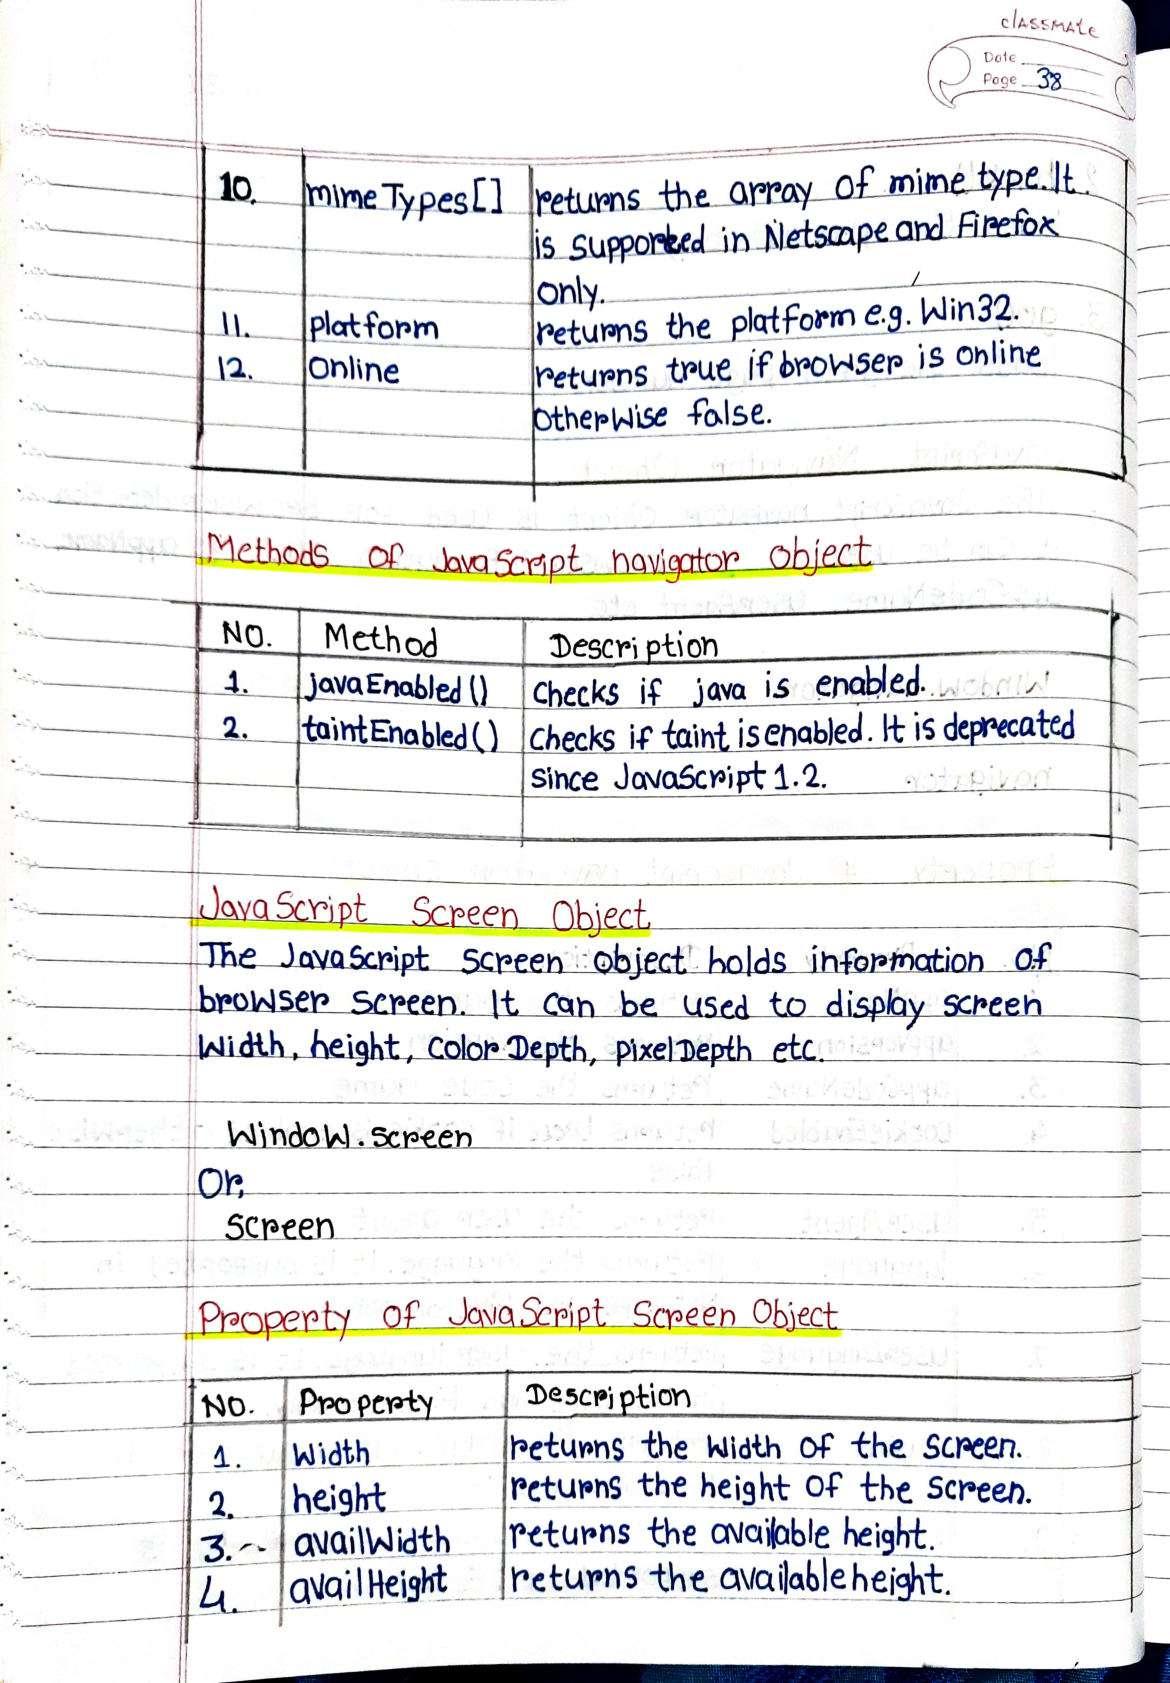 classmate
Date
Page 38
10. mimeTypes[] returns the array of mime type. It
is supported in Netscape and Firefox
only.
11. platform returns the platform e.g. Win32.
12. Online returns true if browser is online
otherwise false.
Methods of JavaScript navigator object
NO. Method Description
1. javaEnabled() checks if java is enabled.
2. taintEnabled() checks if taint is enabled. It is deprecated
since JavaScript 1.2.
JavaScript Screen Object
The JavaScript screen object holds information of
browser screen. It can be used to display screen
width, height, colorDepth, pixelDepth etc.
Window.screen
Or,
Screen
Property of JavaScript Screen Object
NO. Property Description
1. Width returns the width of the screen.
2. height returns the height of the screen.
3. availWidth returns the available height.
4. availHeight returns the available height.